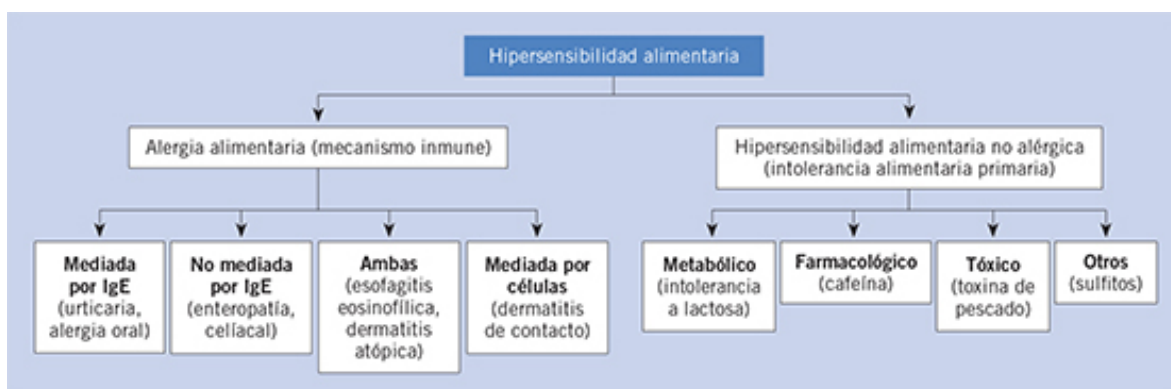 Hipersensibilidad alimentaria
Alergia alimentaria (mecanismo inmune)
Hipersensibilidad alimentaria no alérgica
(intolerancia alimentaria primaria)
Mediada
por IgE
(urticaria,
alergia oral)
No mediada
por IgE
(enteropatía,
celíacal)
Ambas
(esofagitis
eosinofílica,
dermatitis
atópica)
Mediada por
células
(dermatitis
de contacto)
Metabólico
(intolerancia
a lactosa)
Farmacológico
(cafeína)
Tóxico
(toxina de
pescado)
Otros
(sulfitos)